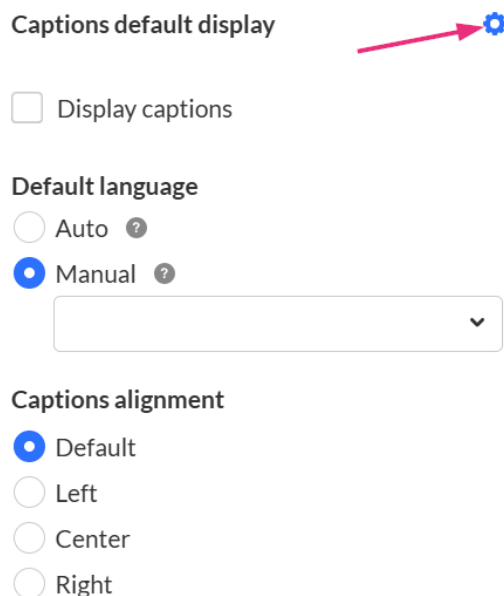 Captions default display
Display captions
Default language
Auto ?
Manual ?
Captions alignment
Default
Left
Center
Right